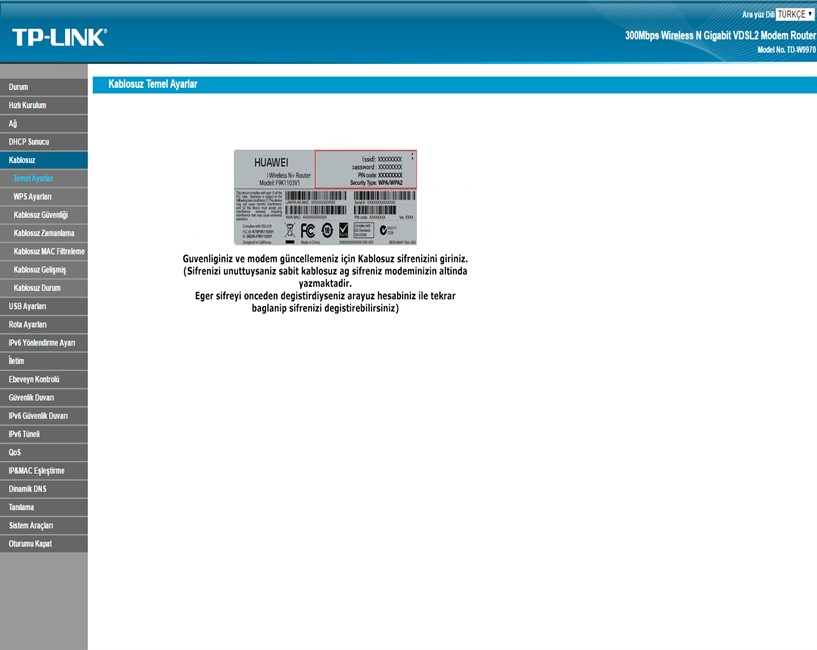 Ara yüz Dili TÜRKÇE
TP-LINK®
300Mbps Wireless N Gigabit VDSL2 Modem Router
Model No. TD-W9970
Kablosuz Temel Ayarlar
Durum
Hızlı Kurulum
Ağ
DHCP Sunucu
Kablosuz
Temel Ayarlar
WPS Ayarları
Kablosuz Güvenliği
Kablosuz Zamanlama
Kablosuz MAC Filtreleme
Kablosuz Gelişmiş
Kablosuz Durum
USB Ayarları
Rota Ayarları
IPv6 Yönlendirme Ayarı
İletim
Ebeveyn Kontrolü
Güvenlik Duvarı
IPv6 Güvenlik Duvarı
IPv6 Tüneli
QoS
IP&MAC Eşleştirme
Dinamik DNS
Tanılama
Sistem Araçları
Oturumu Kapat
HUAWEI
Wireless N+ Router
Model: F9K1103V1
(ssid): XXXXXXXX
password : XXXXXXXX
PIN code: XXXXXXXX
Security Type: WPA/WPA2
FC CE
Guvenliginiz ve modem güncellemeniz için Kablosuz sifrenizini giriniz.
(Sifrenizi unuttuysaniz sabit kablosuz ag sifreniz modeminizin altinda
yazmaktadir.
Eger sifreyi onceden degistirdiyseniz arayuz hesabiniz ile tekrar
baglanip sifrenizi degistirebilirsiniz)